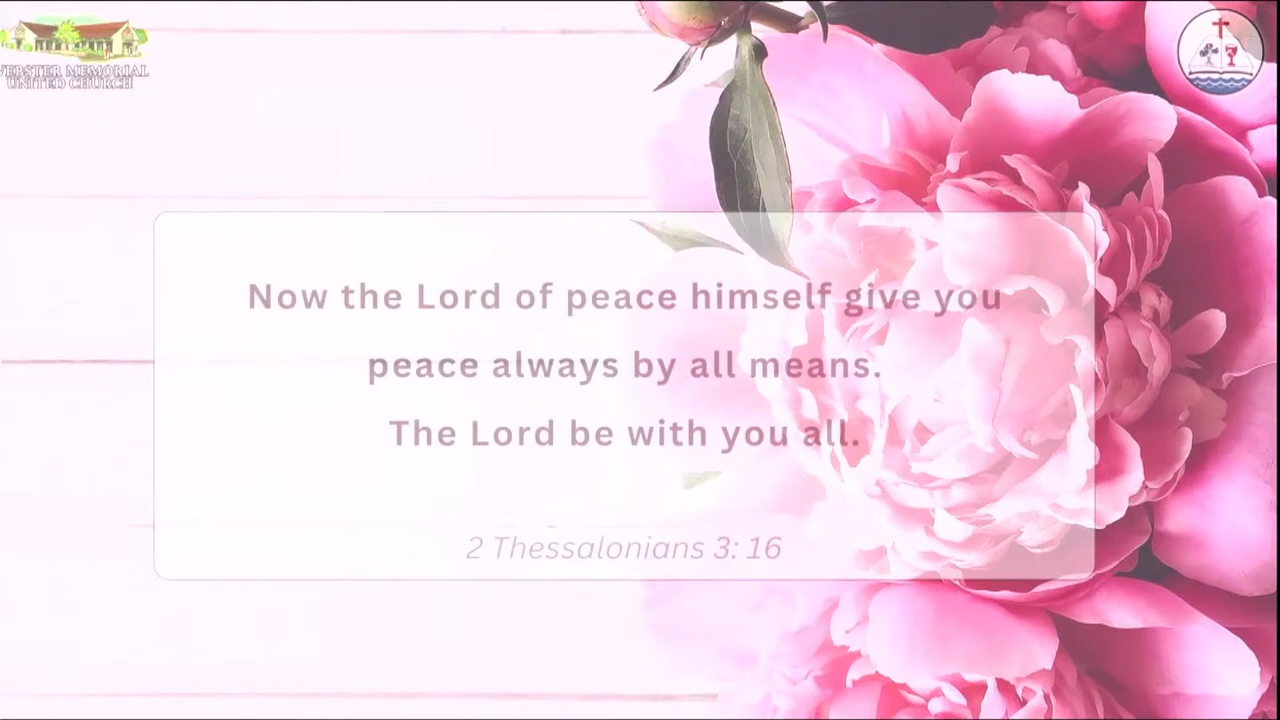 WEBSTER MEMORIAL
UNITED CHURCH
Now the Lord of peace himself give you
peace always by all means.
The Lord be with you all.
2 Thessalonians 3: 16